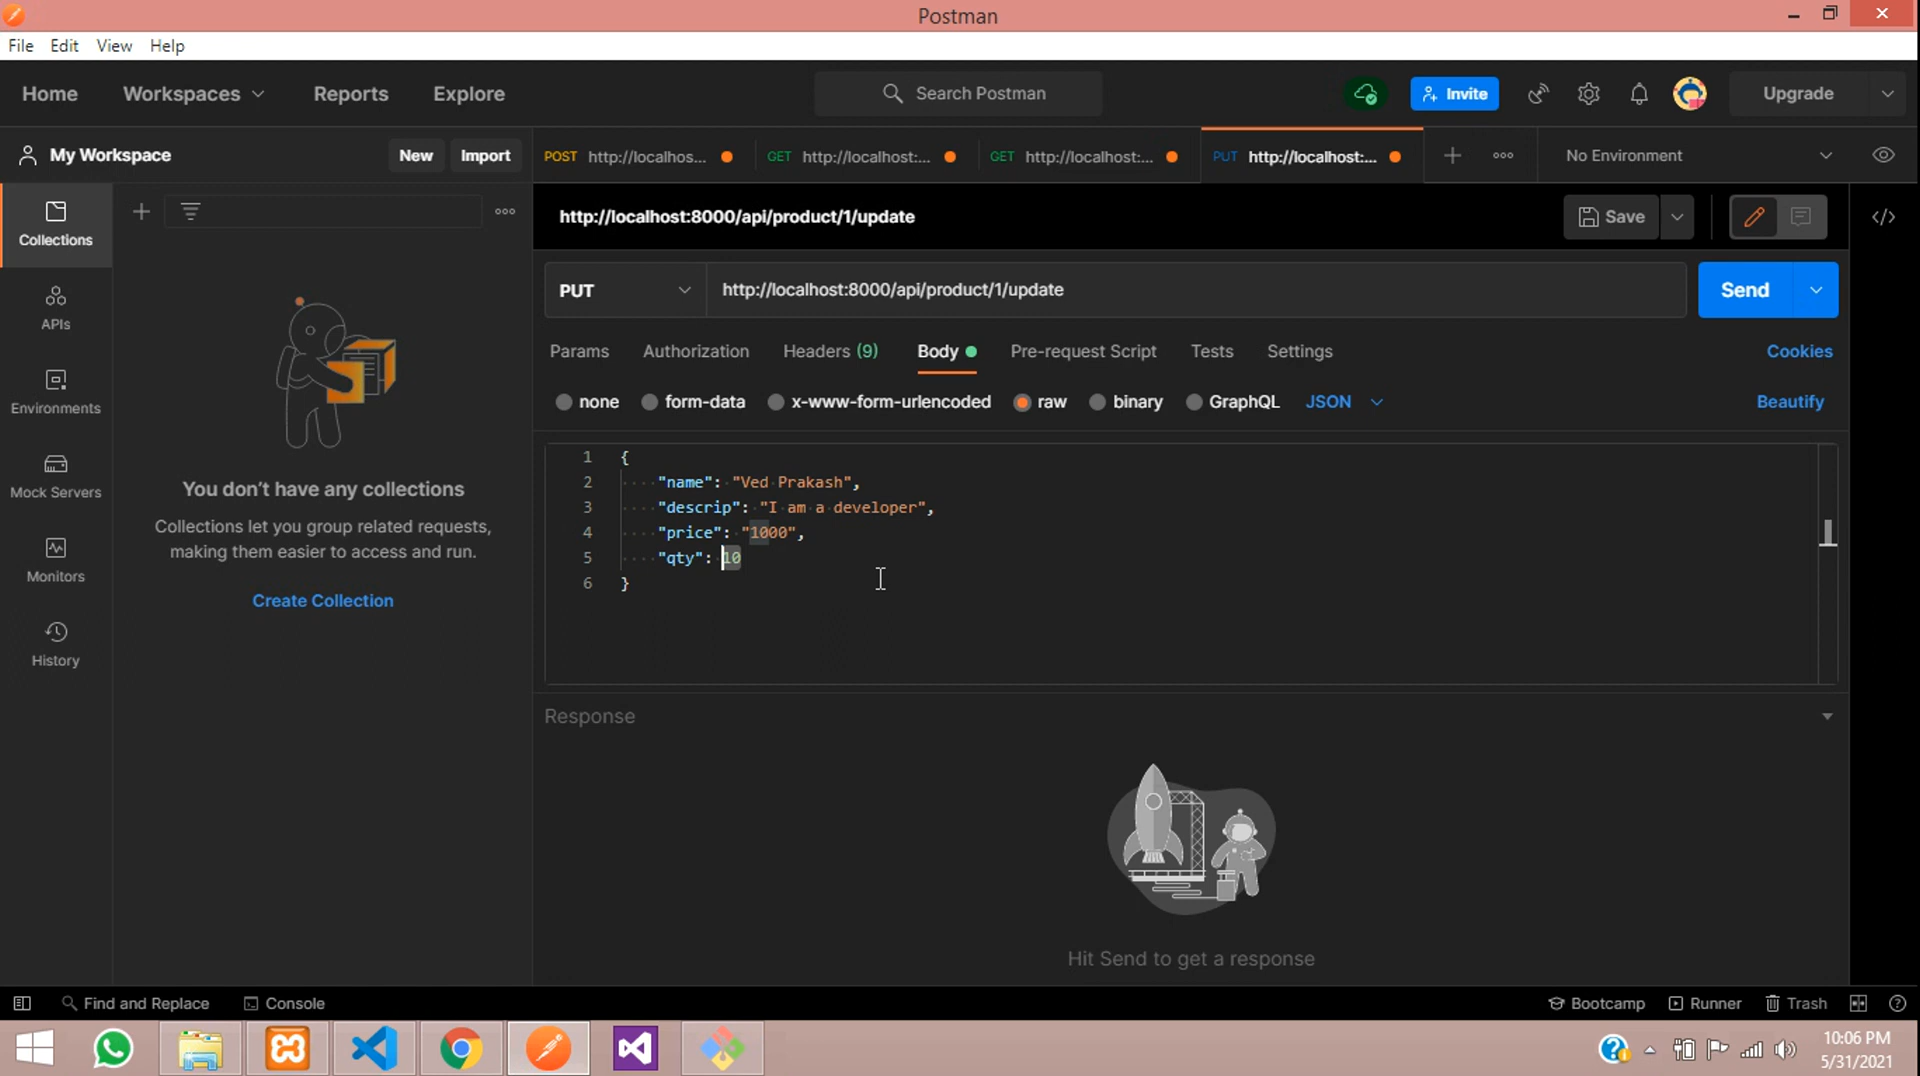 Postman
File Edit View Help
Home Workspaces Reports Explore Search Postman Invite Upgrade
My Workspace New Import POST http://localhos... GET http://localhost:... GET http://localhost:... PUT http://localhost:... No Environment
Collections
http://localhost:8000/api/product/1/update Save
PUT http://localhost:8000/api/product/1/update Send
APIs
Params Authorization Headers (9) Body Pre-request Script Tests Settings Cookies
Environments
none form-data x-www-form-urlencoded raw binary GraphQL JSON Beautify
1 {
2 "name": "Ved Prakash",
3 "descrip": "I am a developer",
4 "price": "1000",
5 "qty": 10
6 }
You don't have any collections
Mock Servers
Collections let you group related requests,
making them easier to access and run.
Monitors
Create Collection
History
Response
Hit Send to get a response
Find and Replace Console Bootcamp Runner Trash
10:06 PM
5/31/2021